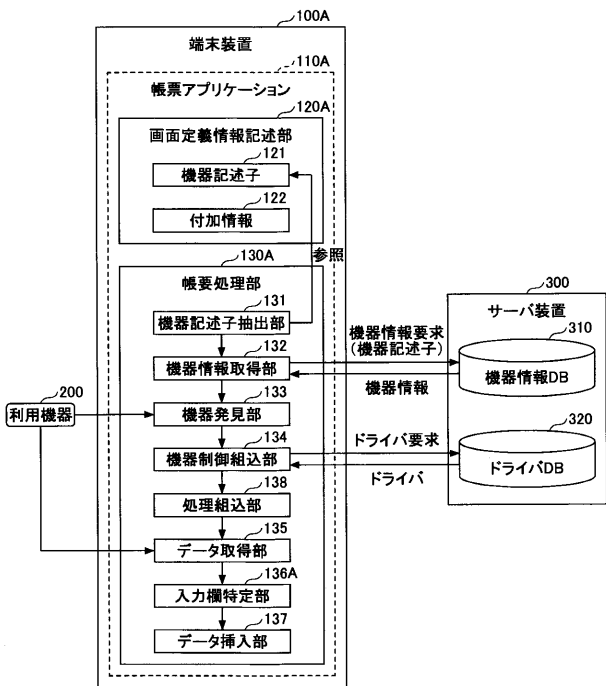 100A
端末装置
110A
帳票アプリケーション
120A
画面定義情報記述部
121
機器記述子
122
付加情報
参照
130A
帳要処理部
131
機器記述子抽出部
132
機器情報取得部
133
機器発見部
134
機器制御組込部
138
処理組込部
135
データ取得部
136A
入力欄特定部
137
データ挿入部
200
利用機器
機器情報要求
(機器記述子)
機器情報
ドライバ要求
ドライバ
300
サーバ装置
310
機器情報DB
320
ドライバDB